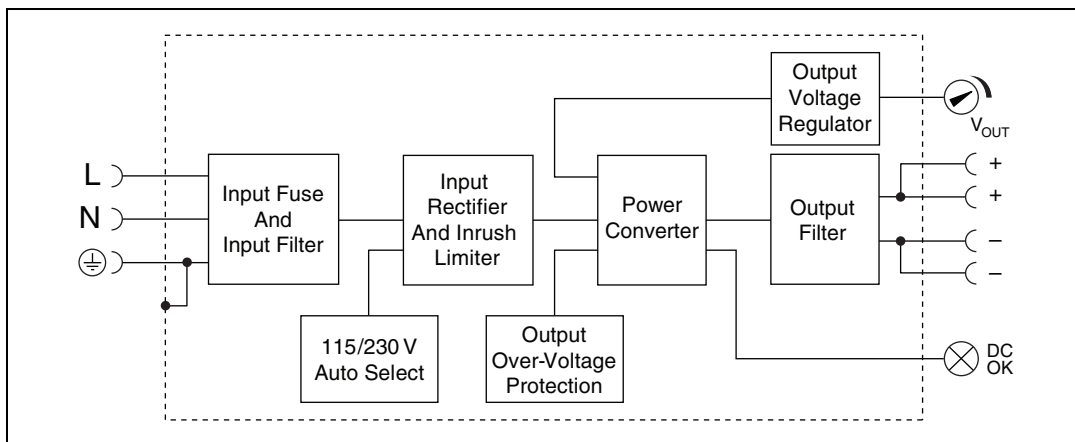 Output
Voltage
Regulator
V_OUT
L
N
Input Fuse
And
Input Filter
Input
Rectifier
And Inrush
Limiter
Power
Converter
Output
Filter
+
+
–
–
115/230 V
Auto Select
Output
Over-Voltage
Protection
DC
OK